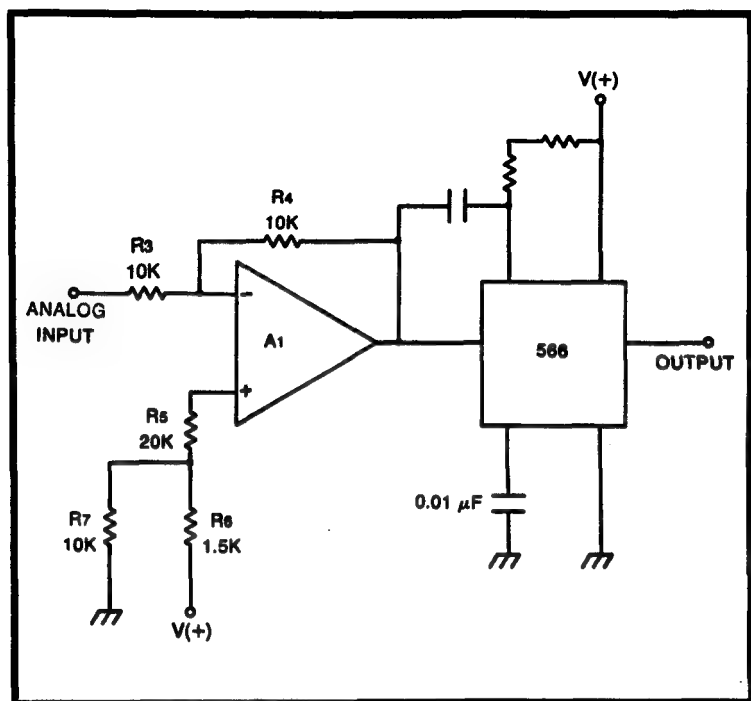 V(+)
R4
10K
R3
10K
ANALOG
INPUT
A1
566
OUTPUT
R5
20K
0.01 µF
R7
10K
R6
1.5K
V(+)